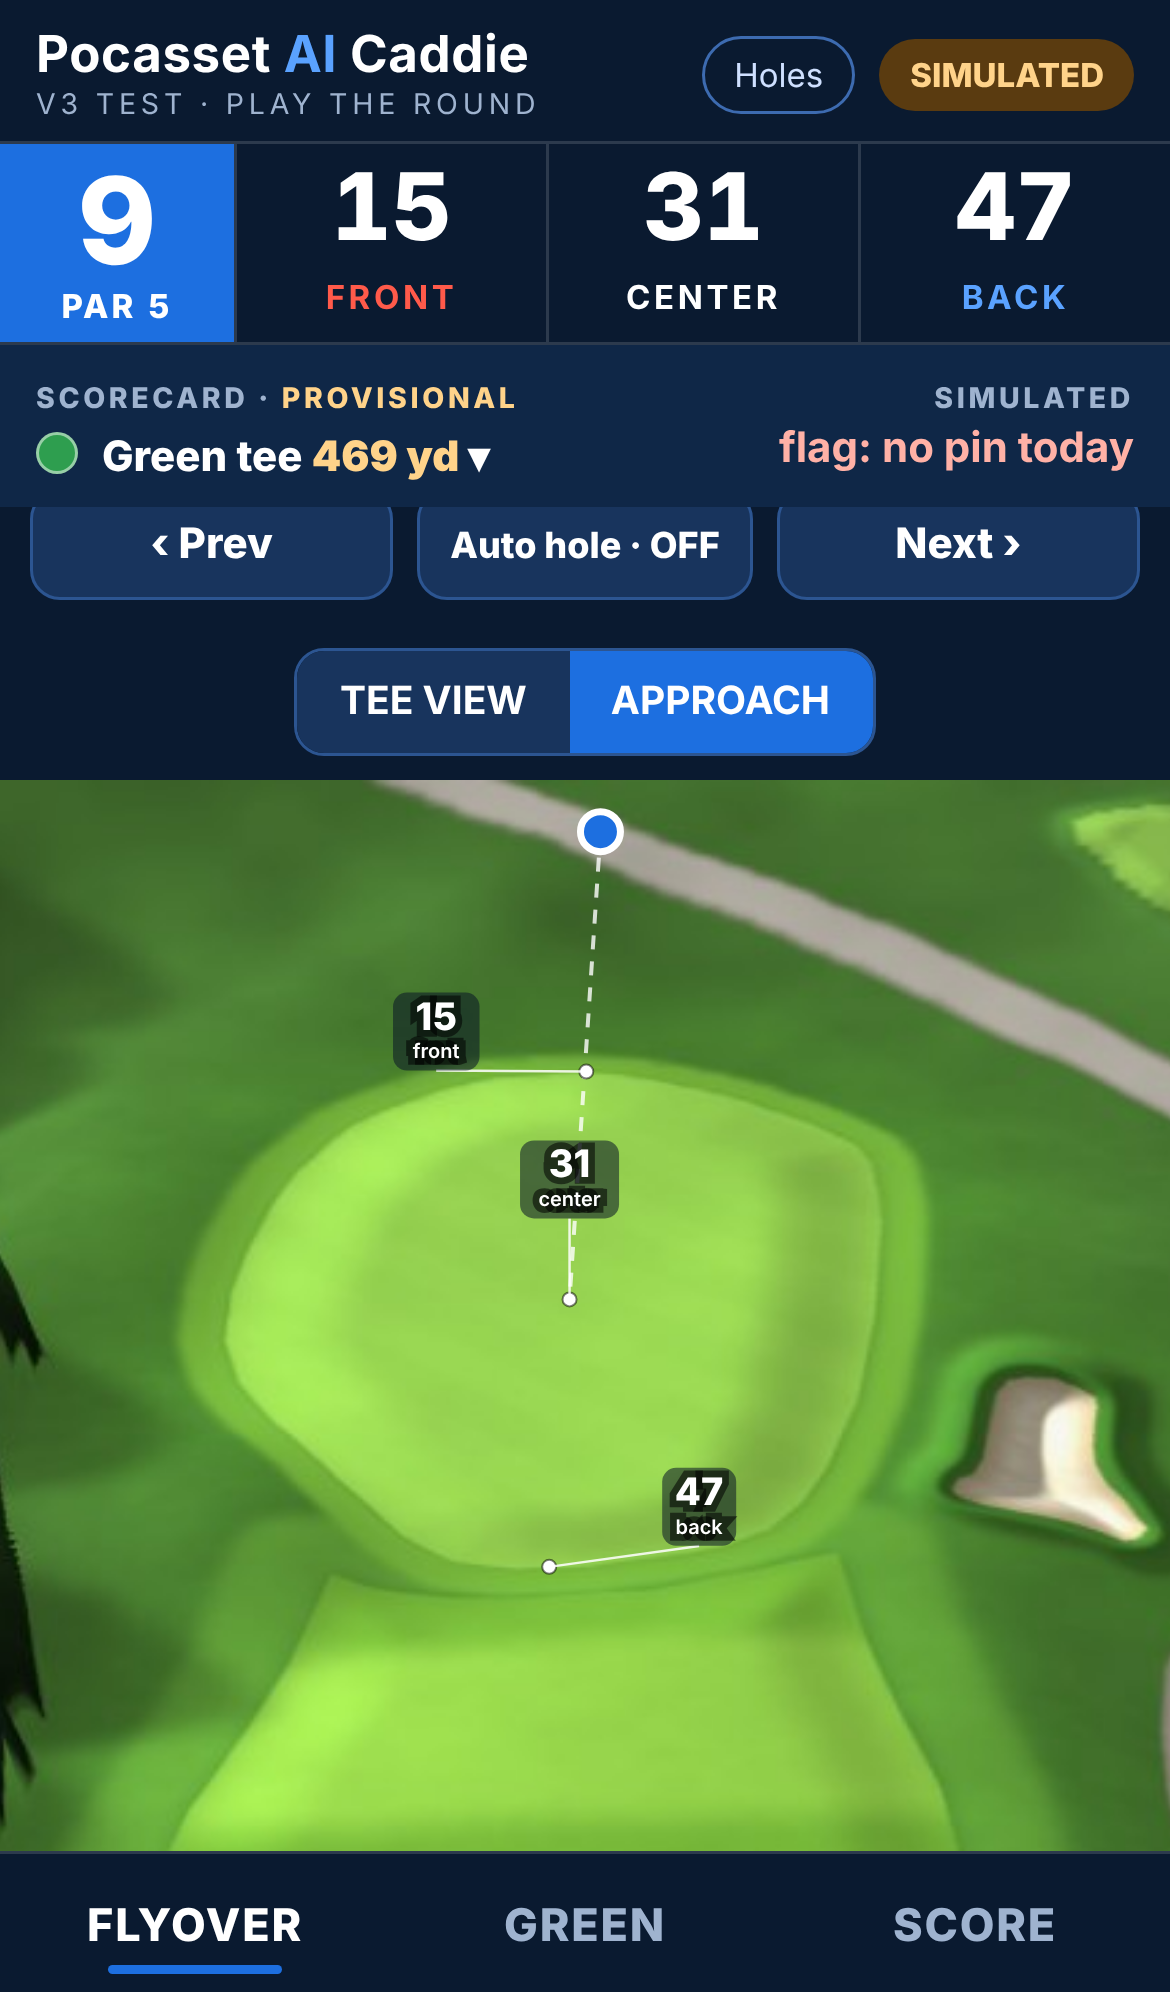 Pocasset AI Caddie
V3 TEST · PLAY THE ROUND
Holes
SIMULATED
9
PAR 5
15
FRONT
31
CENTER
47
BACK
SCORECARD · PROVISIONAL
Green tee 469 yd ▼
SIMULATED
flag: no pin today
‹ Prev
Auto hole · OFF
Next ›
TEE VIEW
APPROACH
15
front
31
center
47
back
FLYOVER
GREEN
SCORE